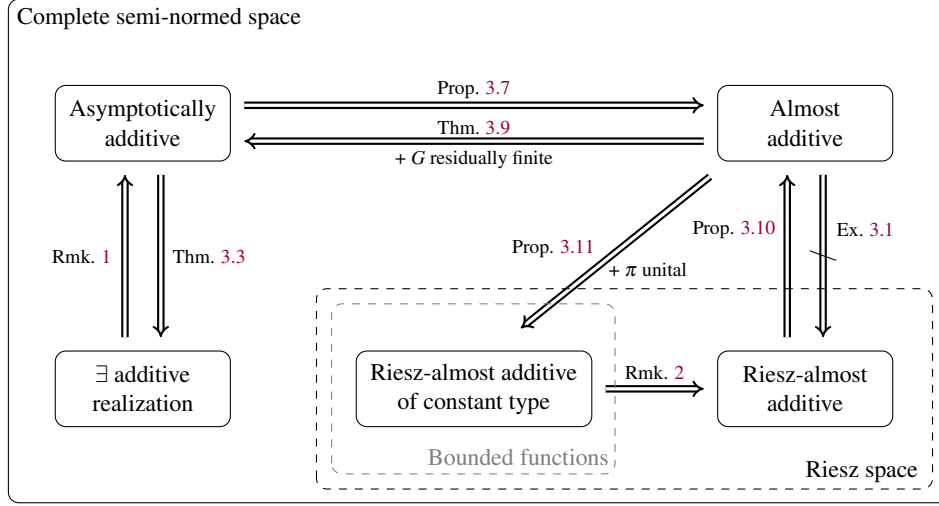 Complete semi-normed space
Asymptotically
additive
Prop. 3.7
Thm. 3.9
+ G residually finite
Almost
additive
Rmk. 1
Thm. 3.3
Prop. 3.11
+ π unital
Prop. 3.10
Ex. 3.1
∃ additive
realization
Riesz-almost additive
of constant type
Rmk. 2
Riesz-almost
additive
Bounded functions
Riesz space